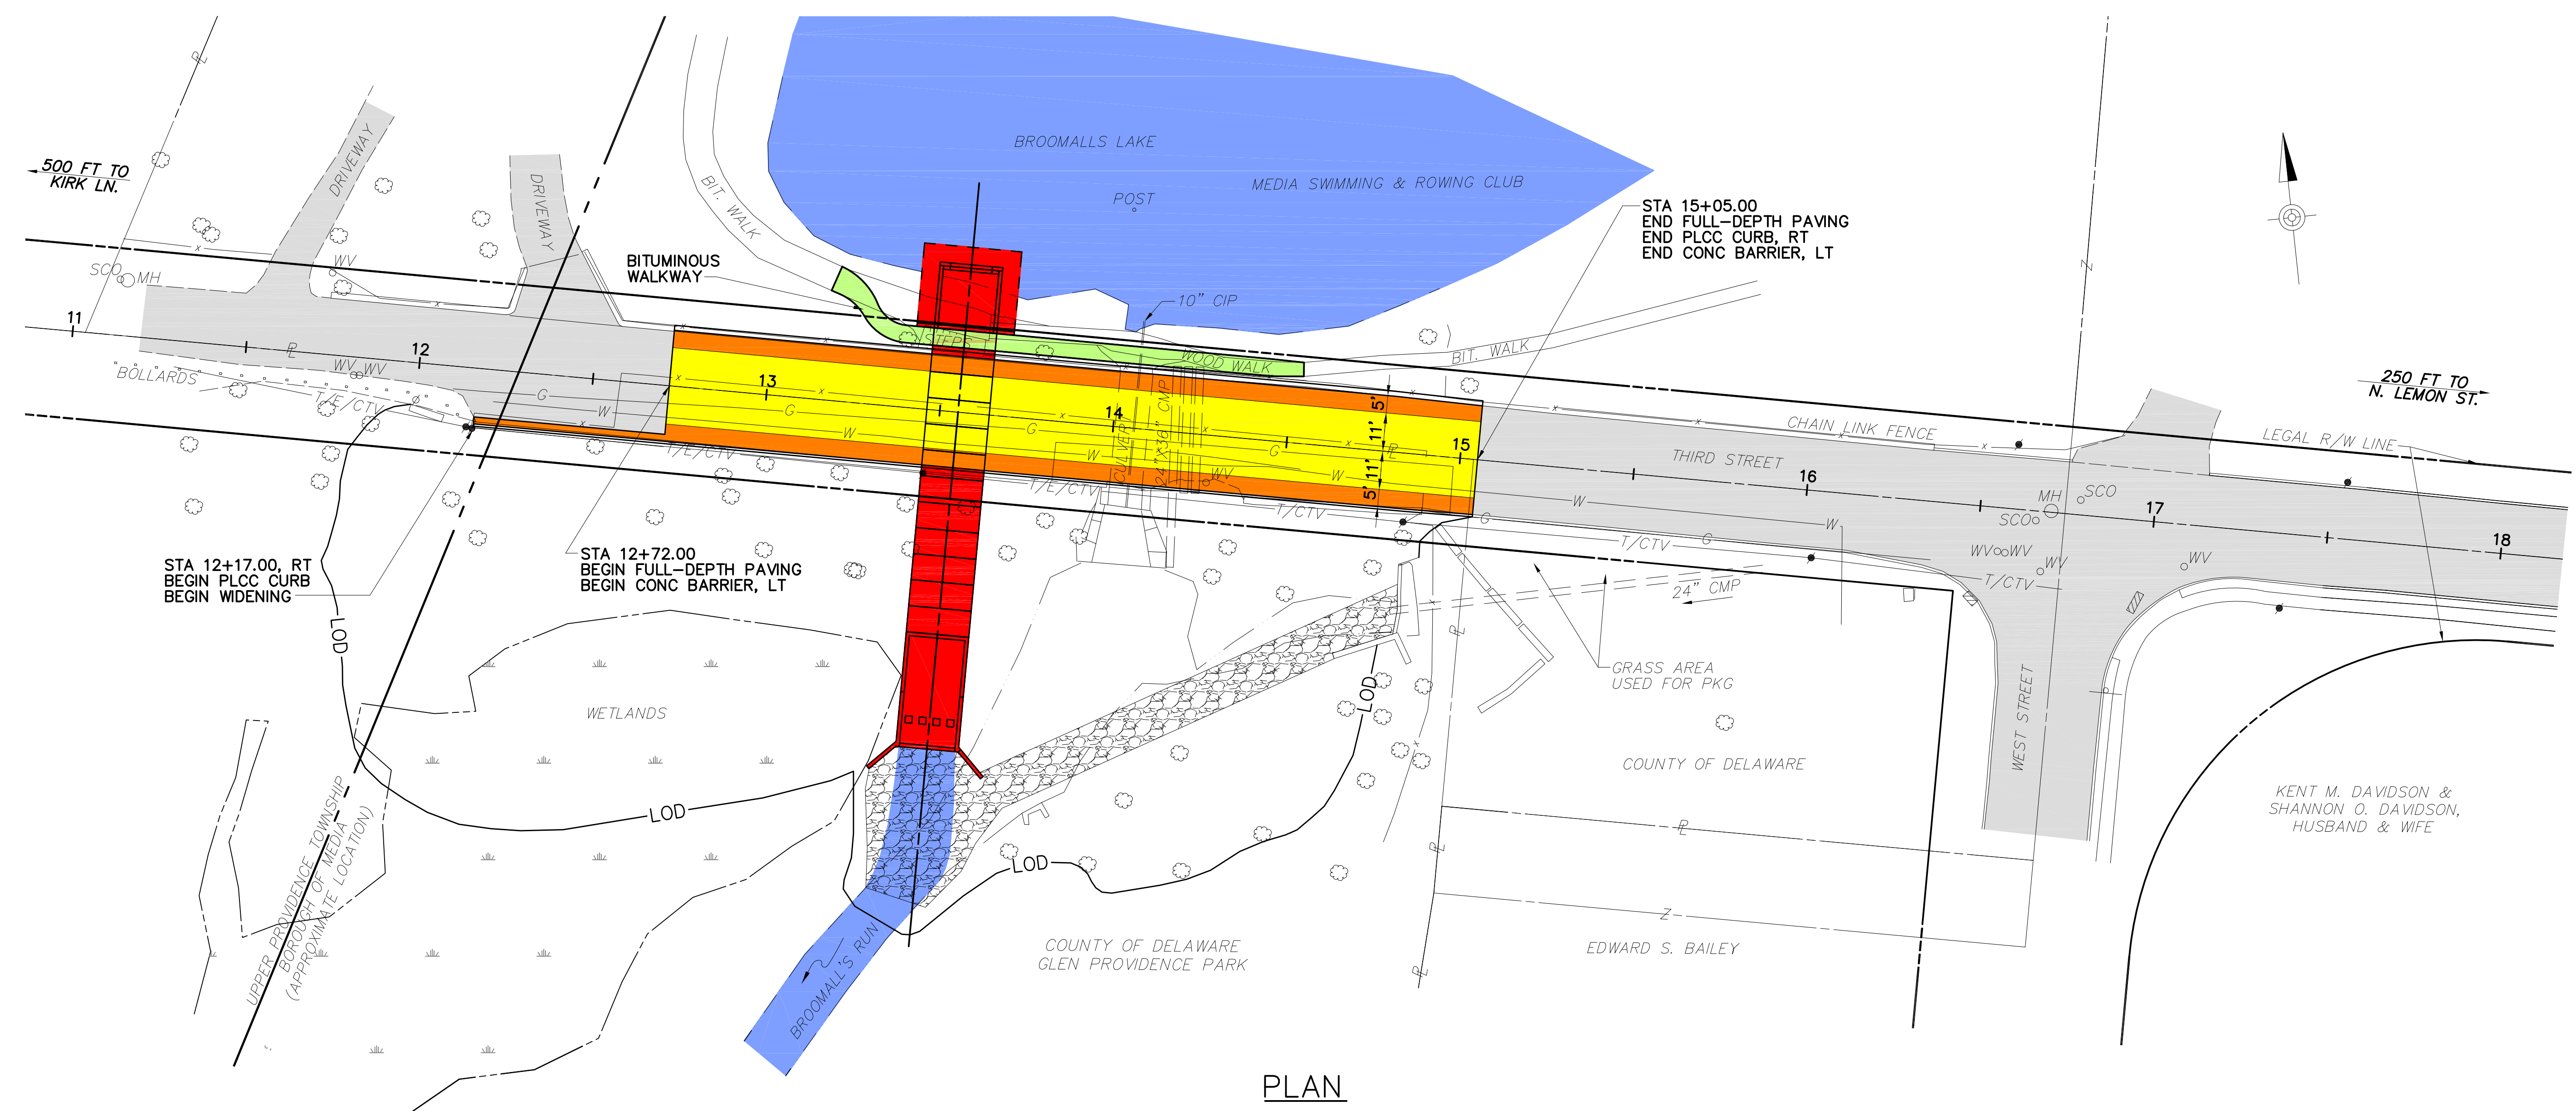 500 FT TO
KIRK LN.
DRIVEWAY
DRIVEWAY
BIT. WALK
BROOMALLS LAKE
MEDIA SWIMMING & ROWING CLUB
POST
STA 15+05.00
END FULL-DEPTH PAVING
END PLCC CURB, RT
END CONC BARRIER, LT
BITUMINOUS
WALKWAY
SCO
MH
WV
10" CIP
11
12
13
14
15
16
17
18
STEPS
WOOD WALK
BIT. WALK
250 FT TO
N. LEMON ST.
"BOLLARDS"
WV
WV
T/E/CTV
G
W
CULVERT
24"X36" CMP
5'
11'
11'
5'
CHAIN LINK FENCE
THIRD STREET
LEGAL R/W LINE
T/E/CTV
T/E/CTV
WV
T/CTV
T/CTV
T/CTV
MH
SCO
SCO
WV
WV
WV
WV
STA 12+17.00, RT
BEGIN PLCC CURB
BEGIN WIDENING
STA 12+72.00
BEGIN FULL-DEPTH PAVING
BEGIN CONC BARRIER, LT
24" CMP
LOD
LOD
LOD
LOD
GRASS AREA
USED FOR PKG
WETLANDS
WEST STREET
COUNTY OF DELAWARE
KENT M. DAVIDSON &
SHANNON O. DAVIDSON,
HUSBAND & WIFE
UPPER PROVIDENCE TOWNSHIP
BOROUGH OF MEDIA
(APPROXIMATE LOCATION)
BROOMALL'S RUN
COUNTY OF DELAWARE
GLEN PROVIDENCE PARK
EDWARD S. BAILEY
PLAN